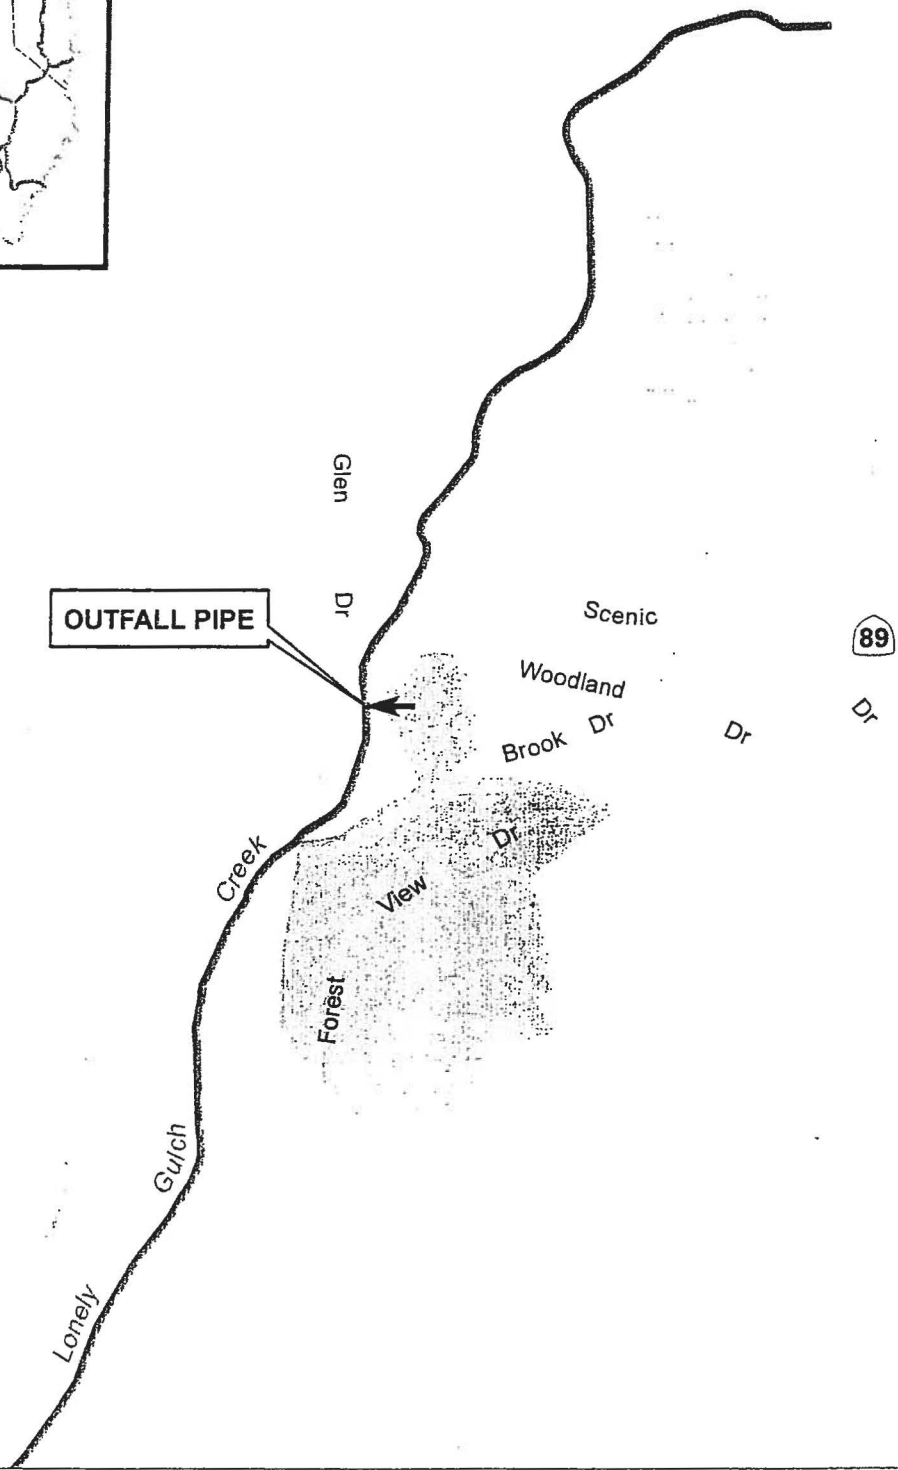 Glen
Dr
OUTFALL PIPE
Scenic
89
Woodland
Dr
Dr
Dr
Brook
Dr
View
Forest
Creek
Gulch
Lonely